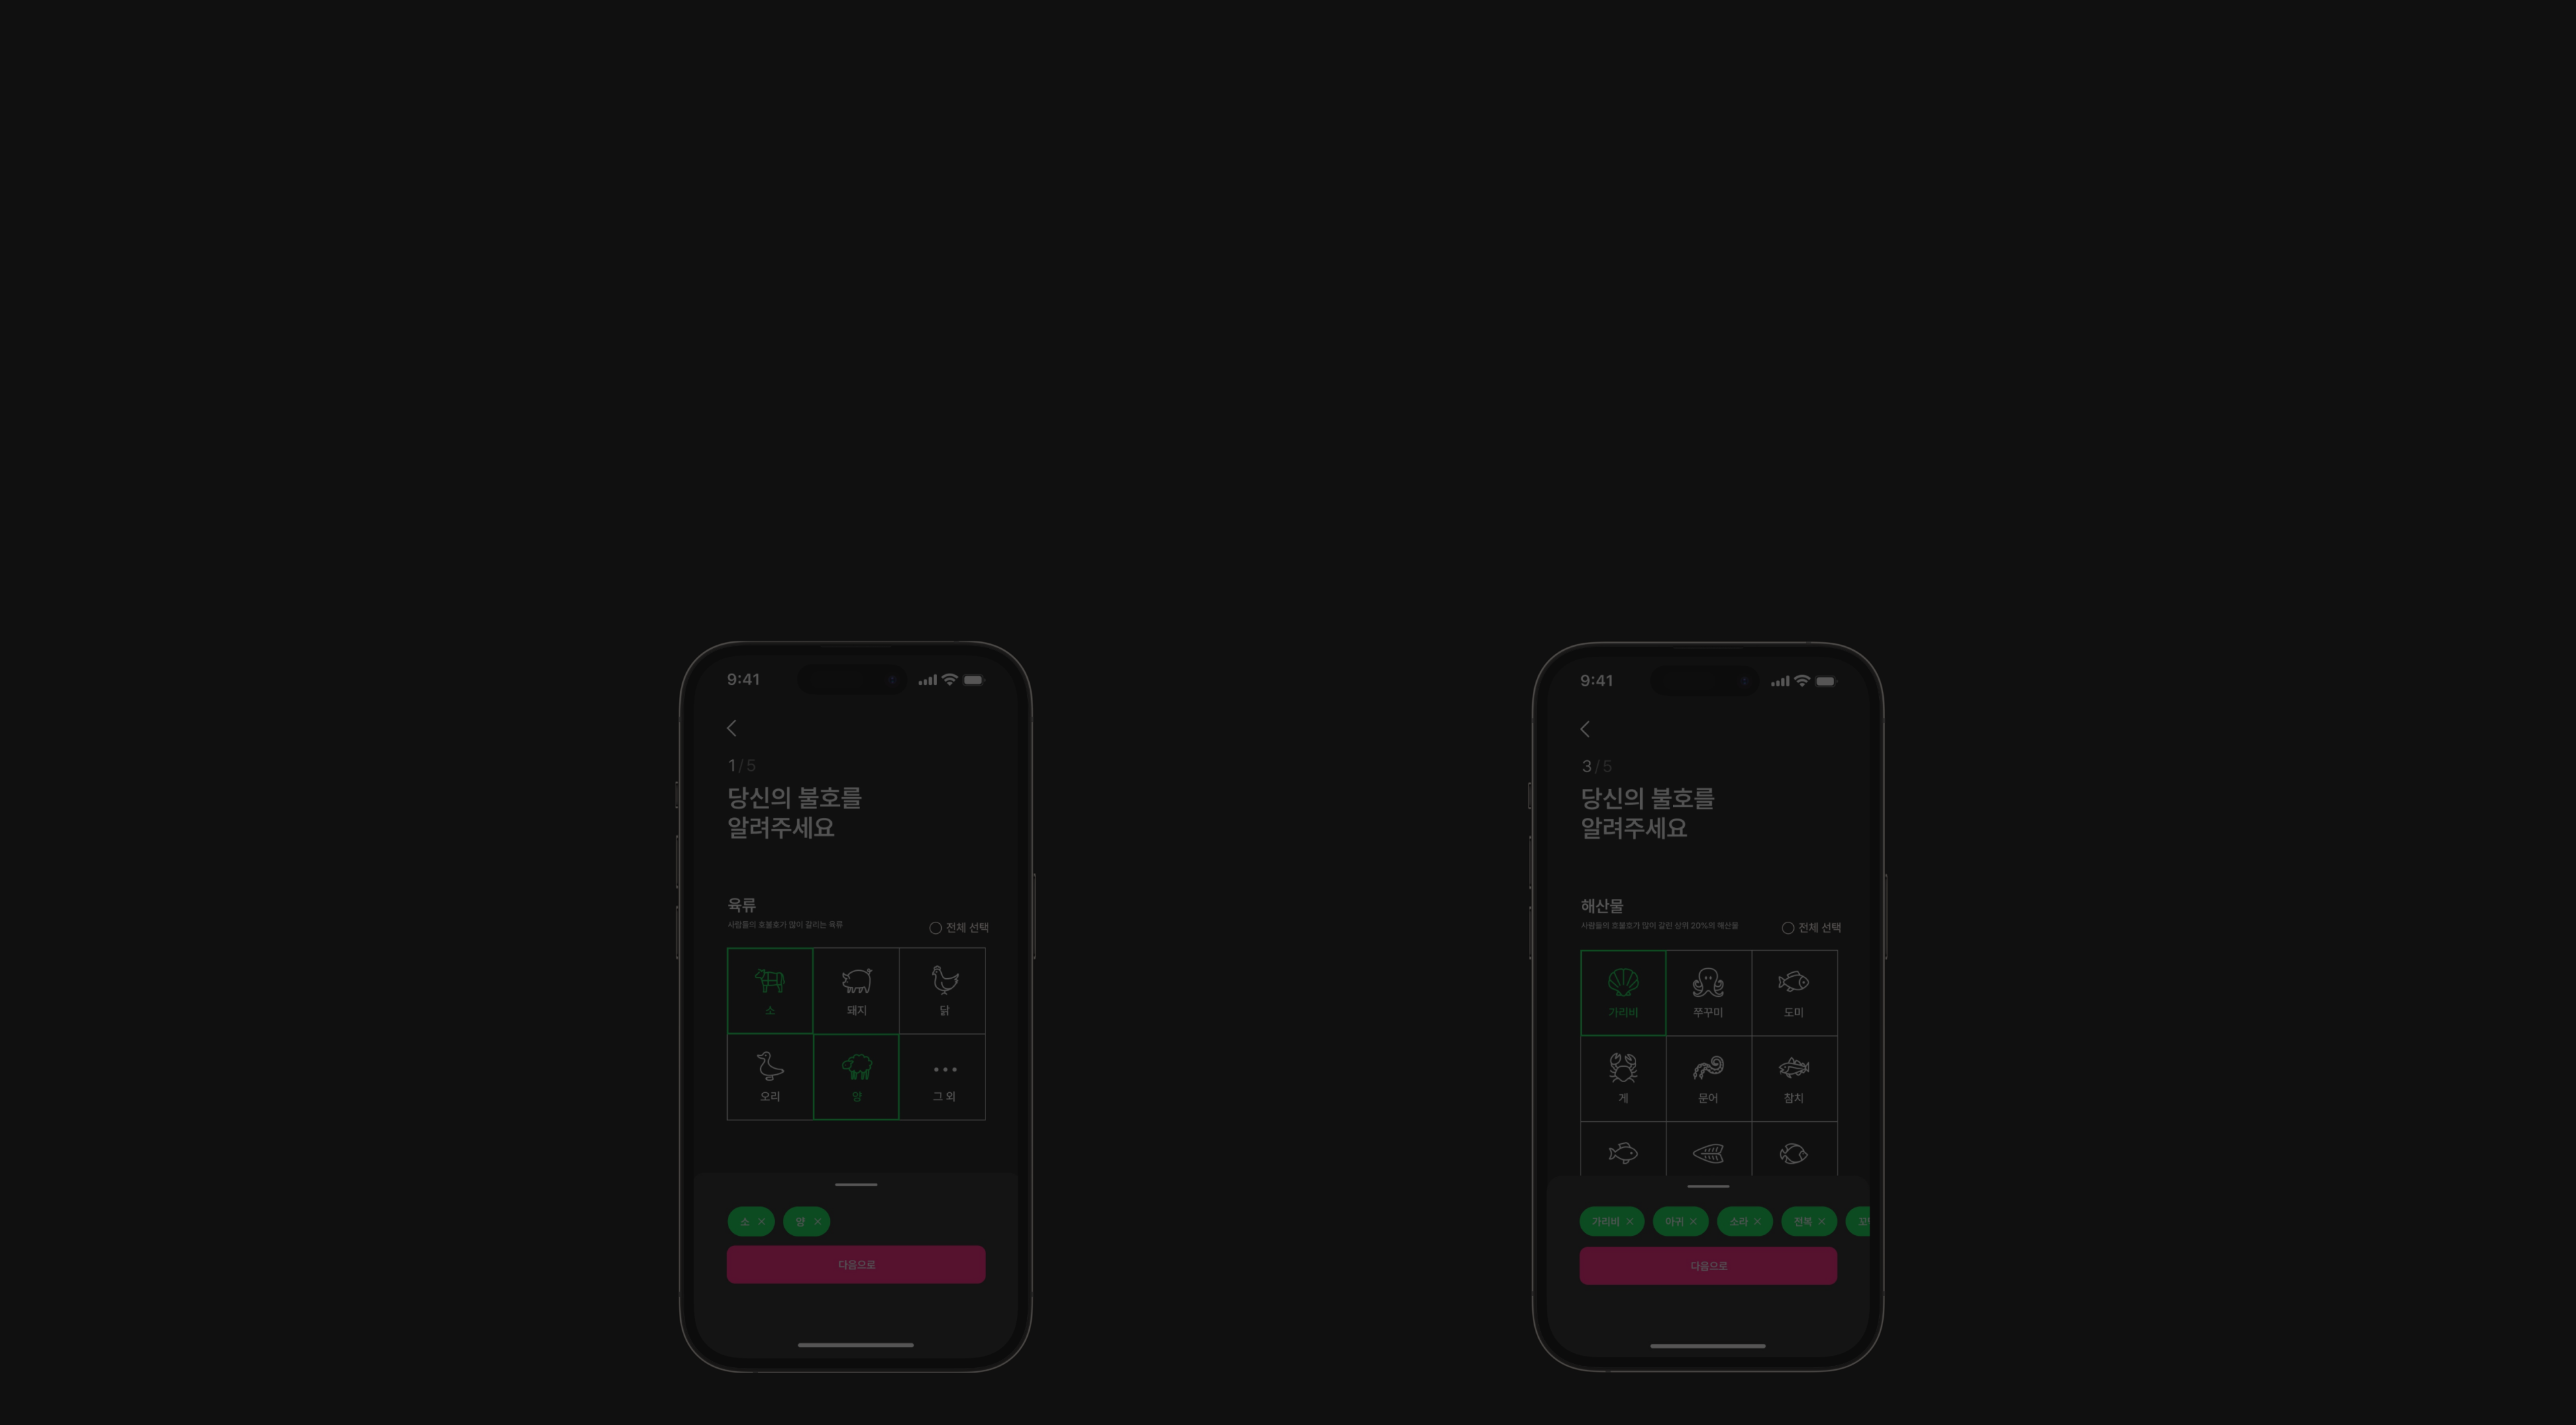 9:41
1/5
당신의 불호를
알려주세요
육류
사람들의 호불호가 많이 갈리는 육류
전체 선택
소
돼지
닭
오리
양
그 외
소
양
다음으로
9:41
3/5
당신의 불호를
알려주세요
해산물
사람들의 호불호가 많이 갈린 상위 20%의 해산물
전체 선택
가리비
쭈꾸미
도미
게
문어
참치
가리비
아귀
소라
전복
다음으로